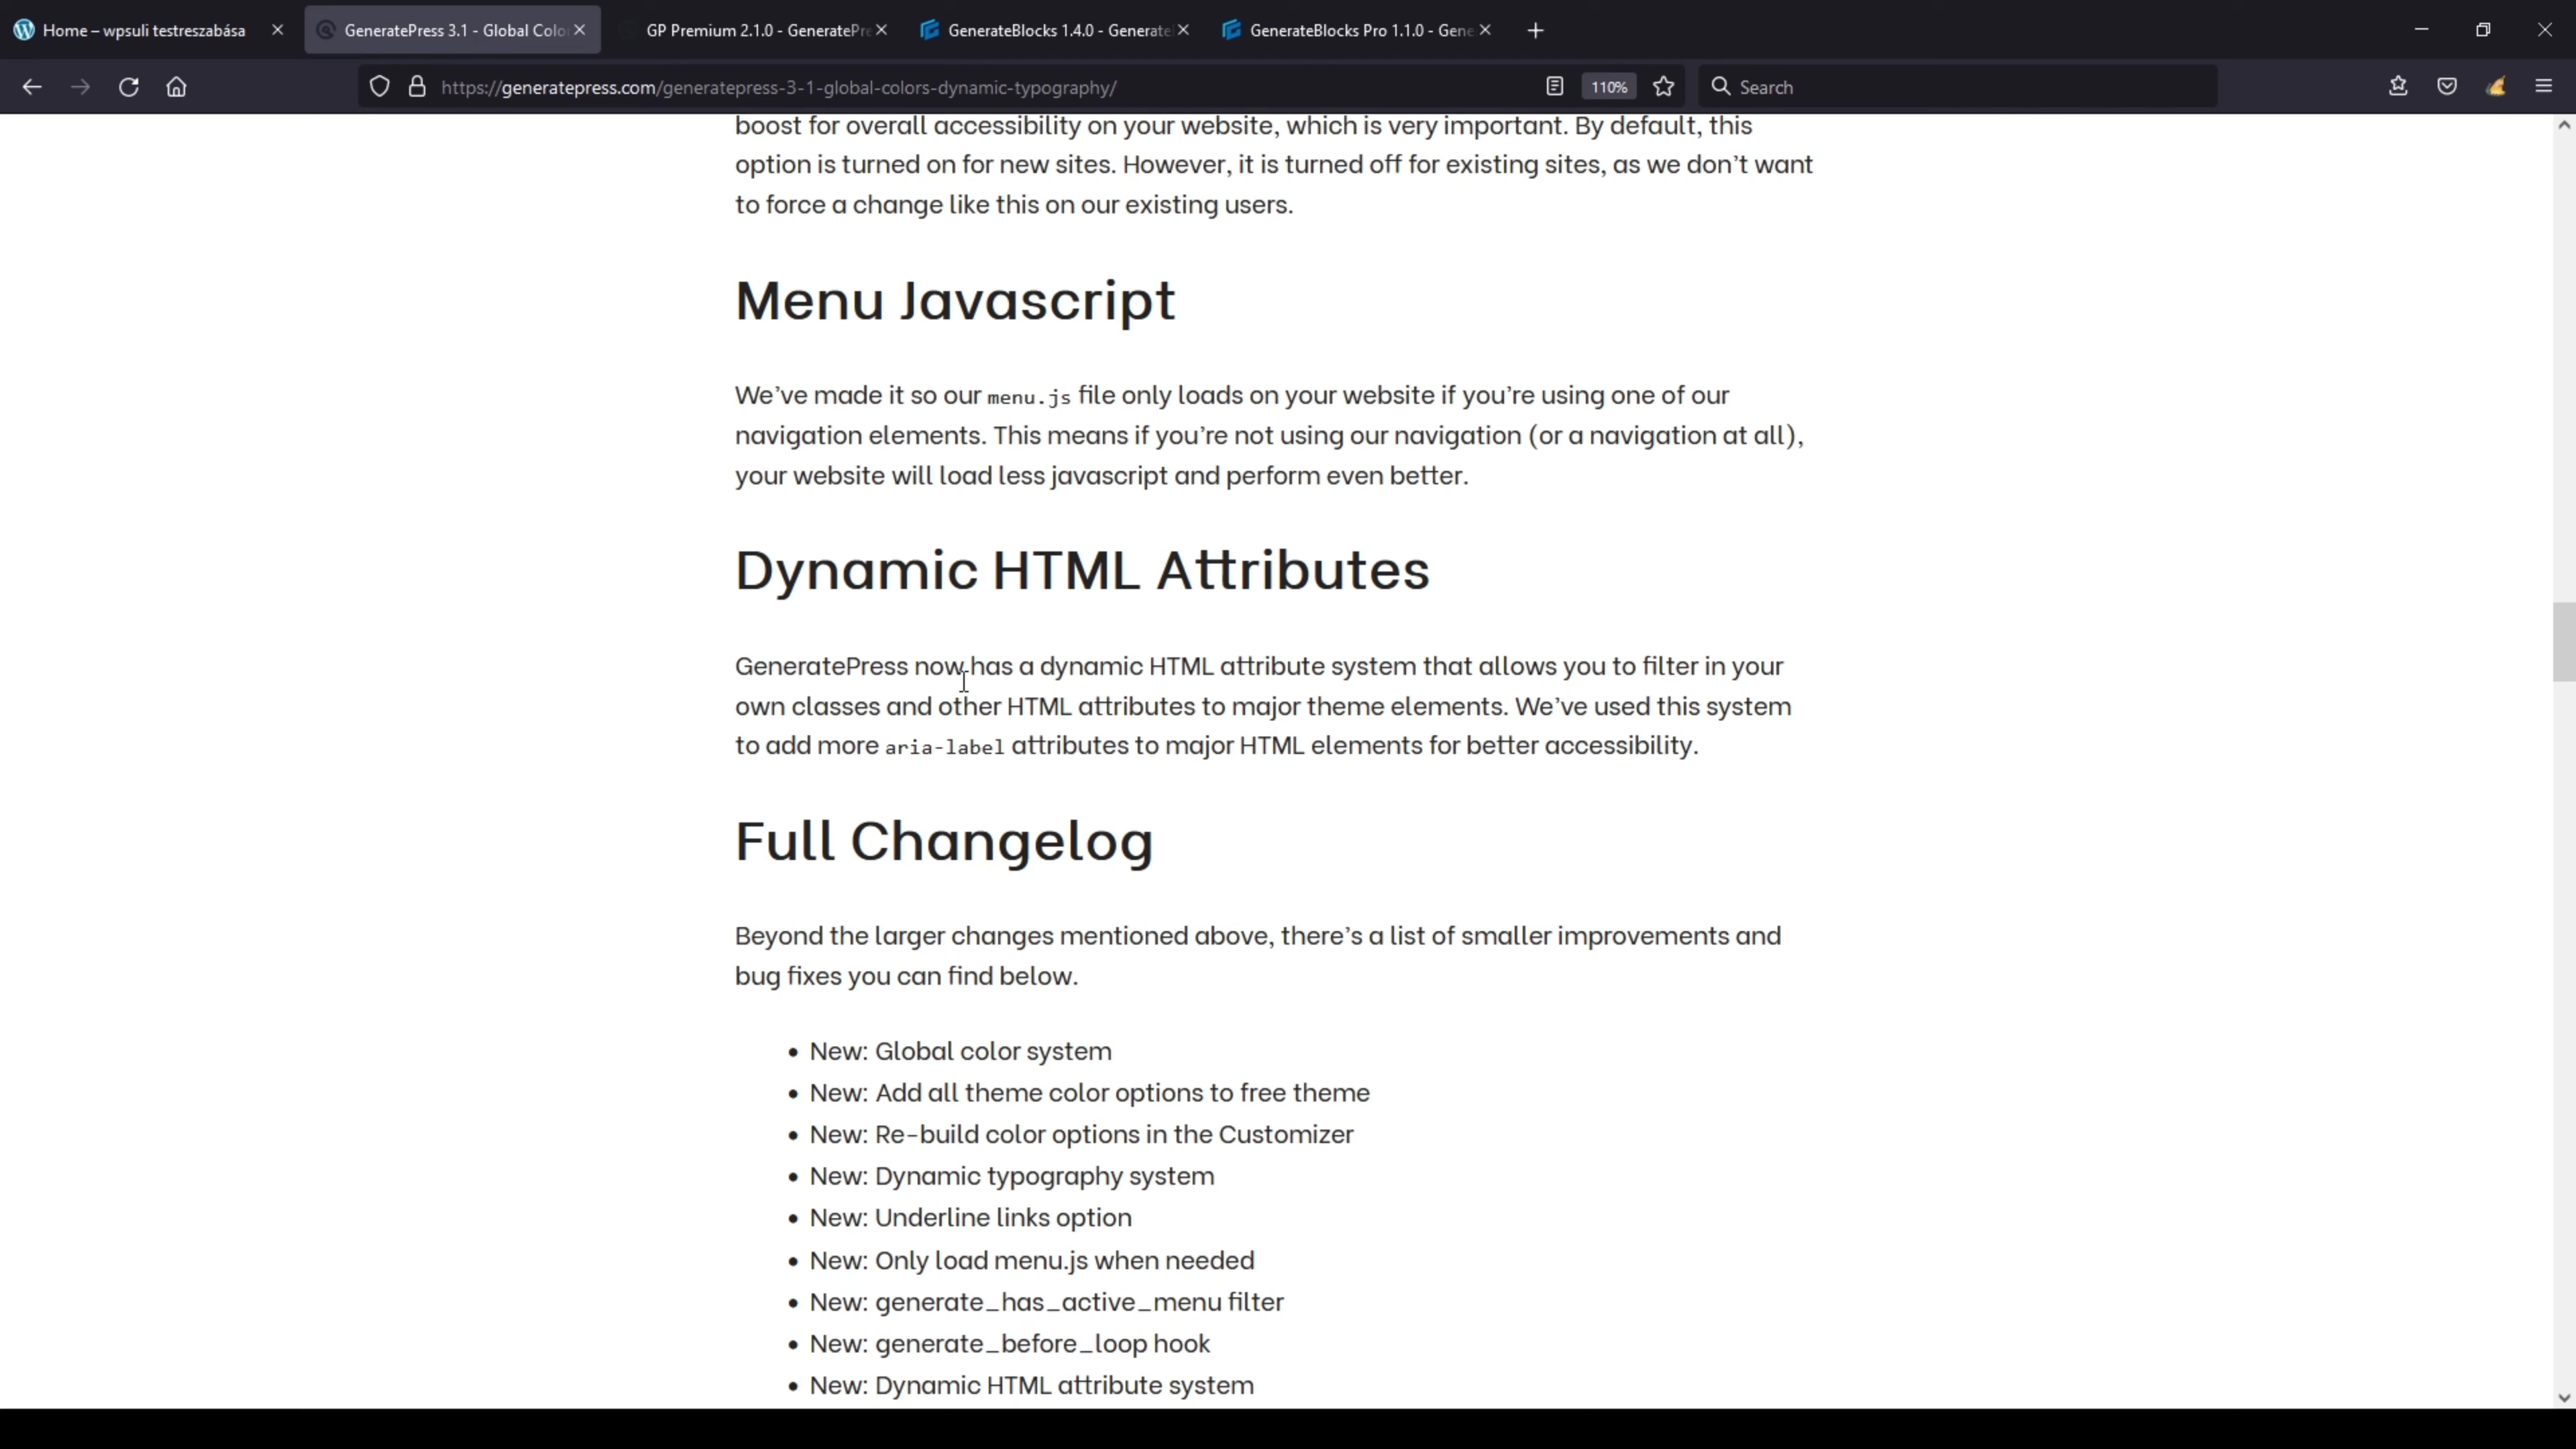 Home – wpsuli testreszabása
GeneratePress 3.1 - Global Colo
GP Premium 2.1.0 - GeneratePre
GenerateBlocks 1.4.0 - Generate
GenerateBlocks Pro 1.1.0 - Gene
https://generatepress.com/generatepress-3-1-global-colors-dynamic-typography/
110%
Search
boost for overall accessibility on your website, which is very important. By default, this
option is turned on for new sites. However, it is turned off for existing sites, as we don’t want
to force a change like this on our existing users.
Menu Javascript
We’ve made it so our menu.js file only loads on your website if you’re using one of our
navigation elements. This means if you’re not using our navigation (or a navigation at all),
your website will load less javascript and perform even better.
Dynamic HTML Attributes
GeneratePress now has a dynamic HTML attribute system that allows you to filter in your
own classes and other HTML attributes to major theme elements. We’ve used this system
to add more aria-label attributes to major HTML elements for better accessibility.
Full Changelog
Beyond the larger changes mentioned above, there’s a list of smaller improvements and
bug fixes you can find below.
• New: Global color system
• New: Add all theme color options to free theme
• New: Re-build color options in the Customizer
• New: Dynamic typography system
• New: Underline links option
• New: Only load menu.js when needed
• New: generate_has_active_menu filter
• New: generate_before_loop hook
• New: Dynamic HTML attribute system